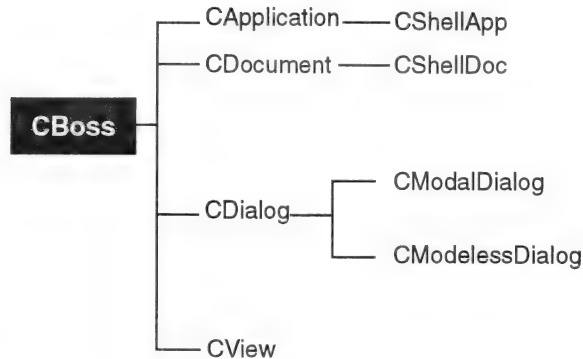 CApplication CShellApp
CDocument CShellDoc
CBoss
CModalDialog
CDialog
CModelessDialog
CView